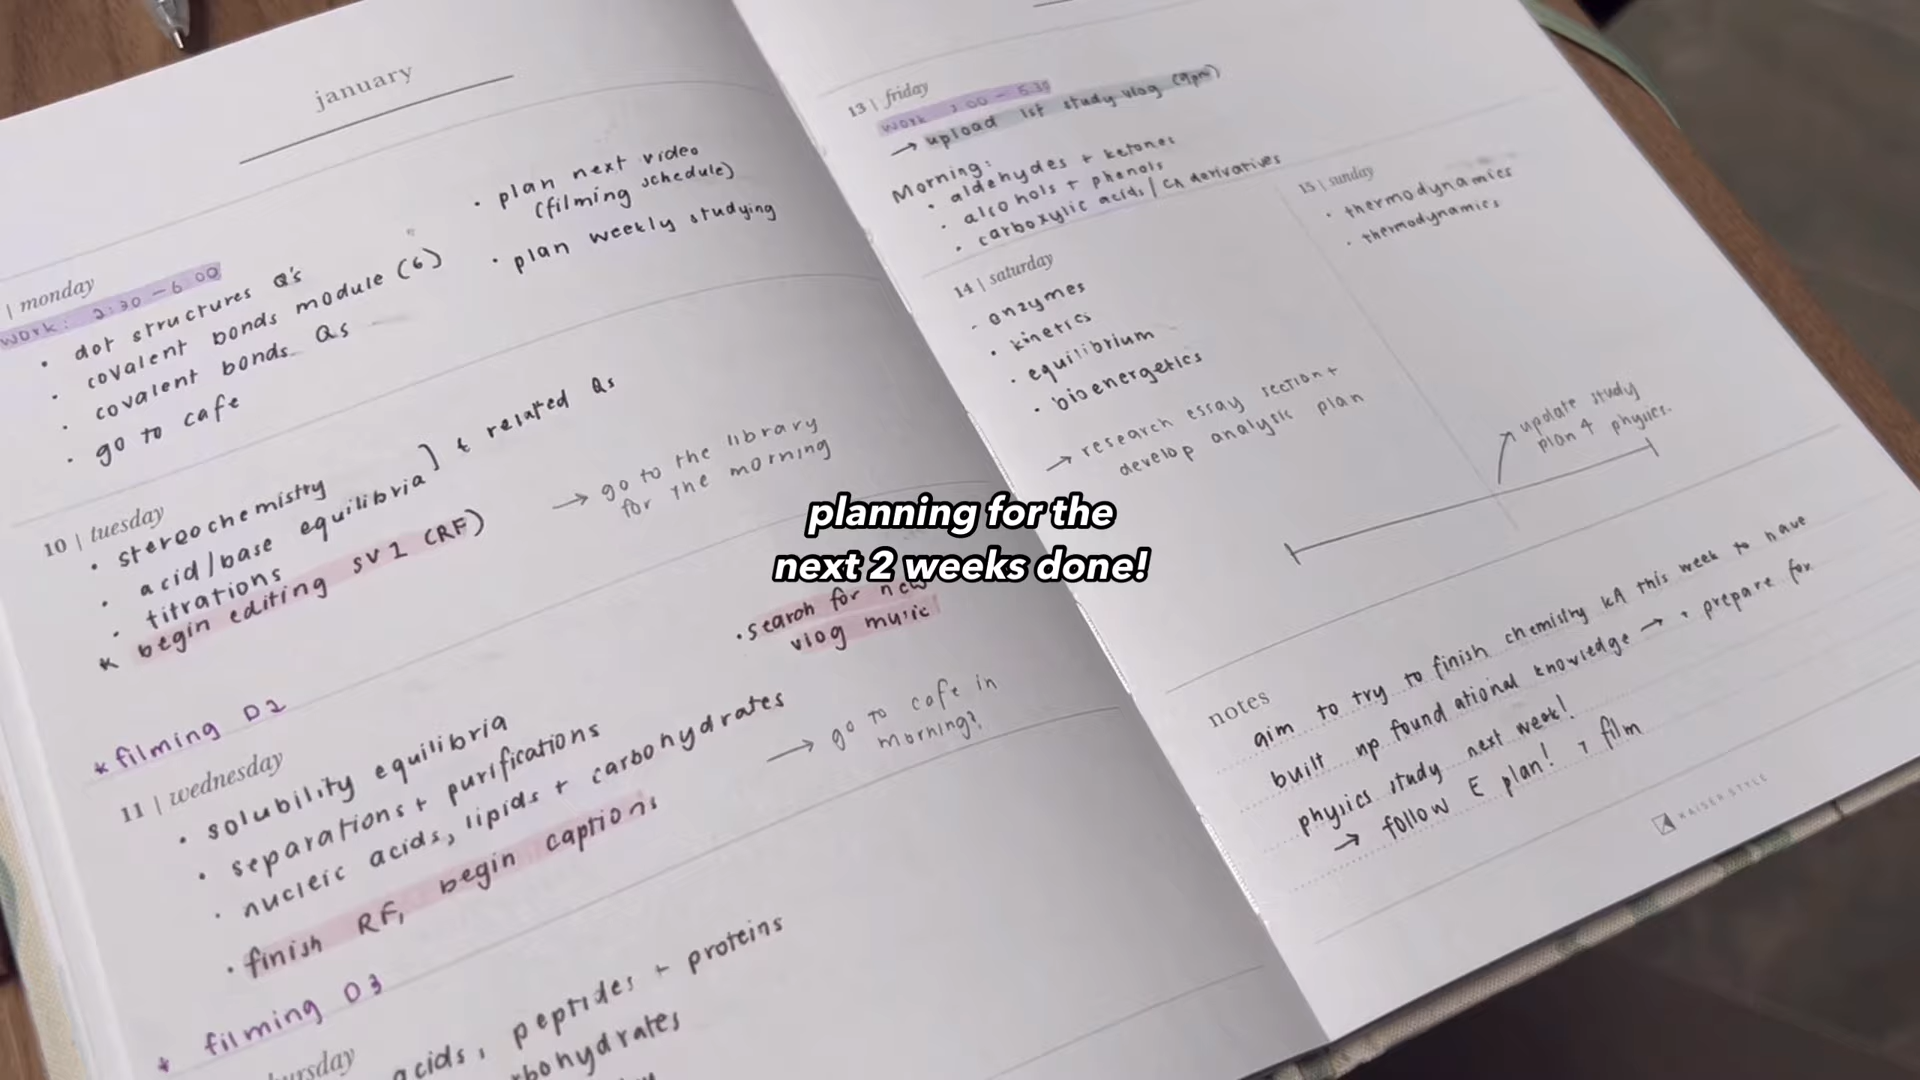 january
| monday
work: 2:30 - 6:00
• dot structures Q's
• covalent bonds module (6)
• covalent bonds Qs
• go to cafe
• plan next video
(filming schedule)
• plan weekly studying
10 | tuesday
• stereochemistry
• acid/base equilibria ] + related Qs
• titrations
* begin editing SV 1 (RF)
→ go to the library
for the morning
• search for new
vlog music
* filming D2
11 | wednesday
• solubility equilibria
• separations + purifications
• nucleic acids, lipids + carbohydrates
• finish RF, begin captions
→ go to cafe in
morning?
* filming D3
acids, peptides + proteins
13 | friday
work
→ upload 1st study vlog (9pm)
Morning:
• aldehydes + ketones
• alcohols + phenols
• carboxylic acids / CA derivatives
14 | saturday
• enzymes
• kinetics
• equilibrium
• bioenergetics
→ research essay section +
develop analysis plan
15 | sunday
• thermodynamics
• thermodynamics
update study
plan 4 physics.
notes
aim to try to finish chemistry KA this week to have
built up foundational knowledge → + prepare for
physics study next week!
→ follow E plan! + film
KAISER STYLE
planning for the
next 2 weeks done!